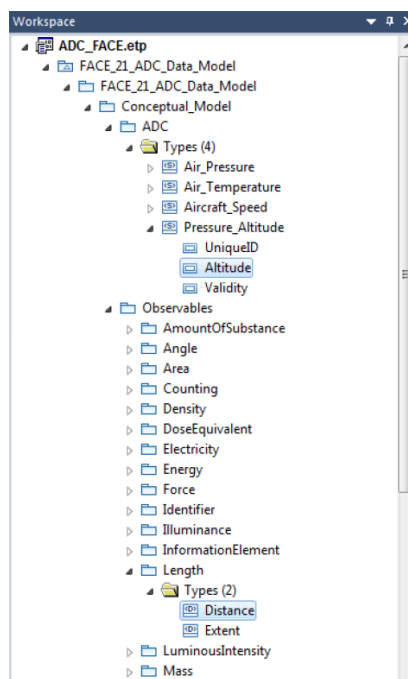 Workspace
ADC_FACE.etp
FACE_21_ADC_Data_Model
FACE_21_ADC_Data_Model
Conceptual_Model
ADC
Types (4)
Air_Pressure
Air_Temperature
Aircraft_Speed
Pressure_Altitude
UniqueID
Altitude
Validity
Observables
AmountOfSubstance
Angle
Area
Counting
Density
DoseEquivalent
Electricity
Energy
Force
Identifier
Illuminance
InformationElement
Length
Types (2)
Distance
Extent
LuminousIntensity
Mass